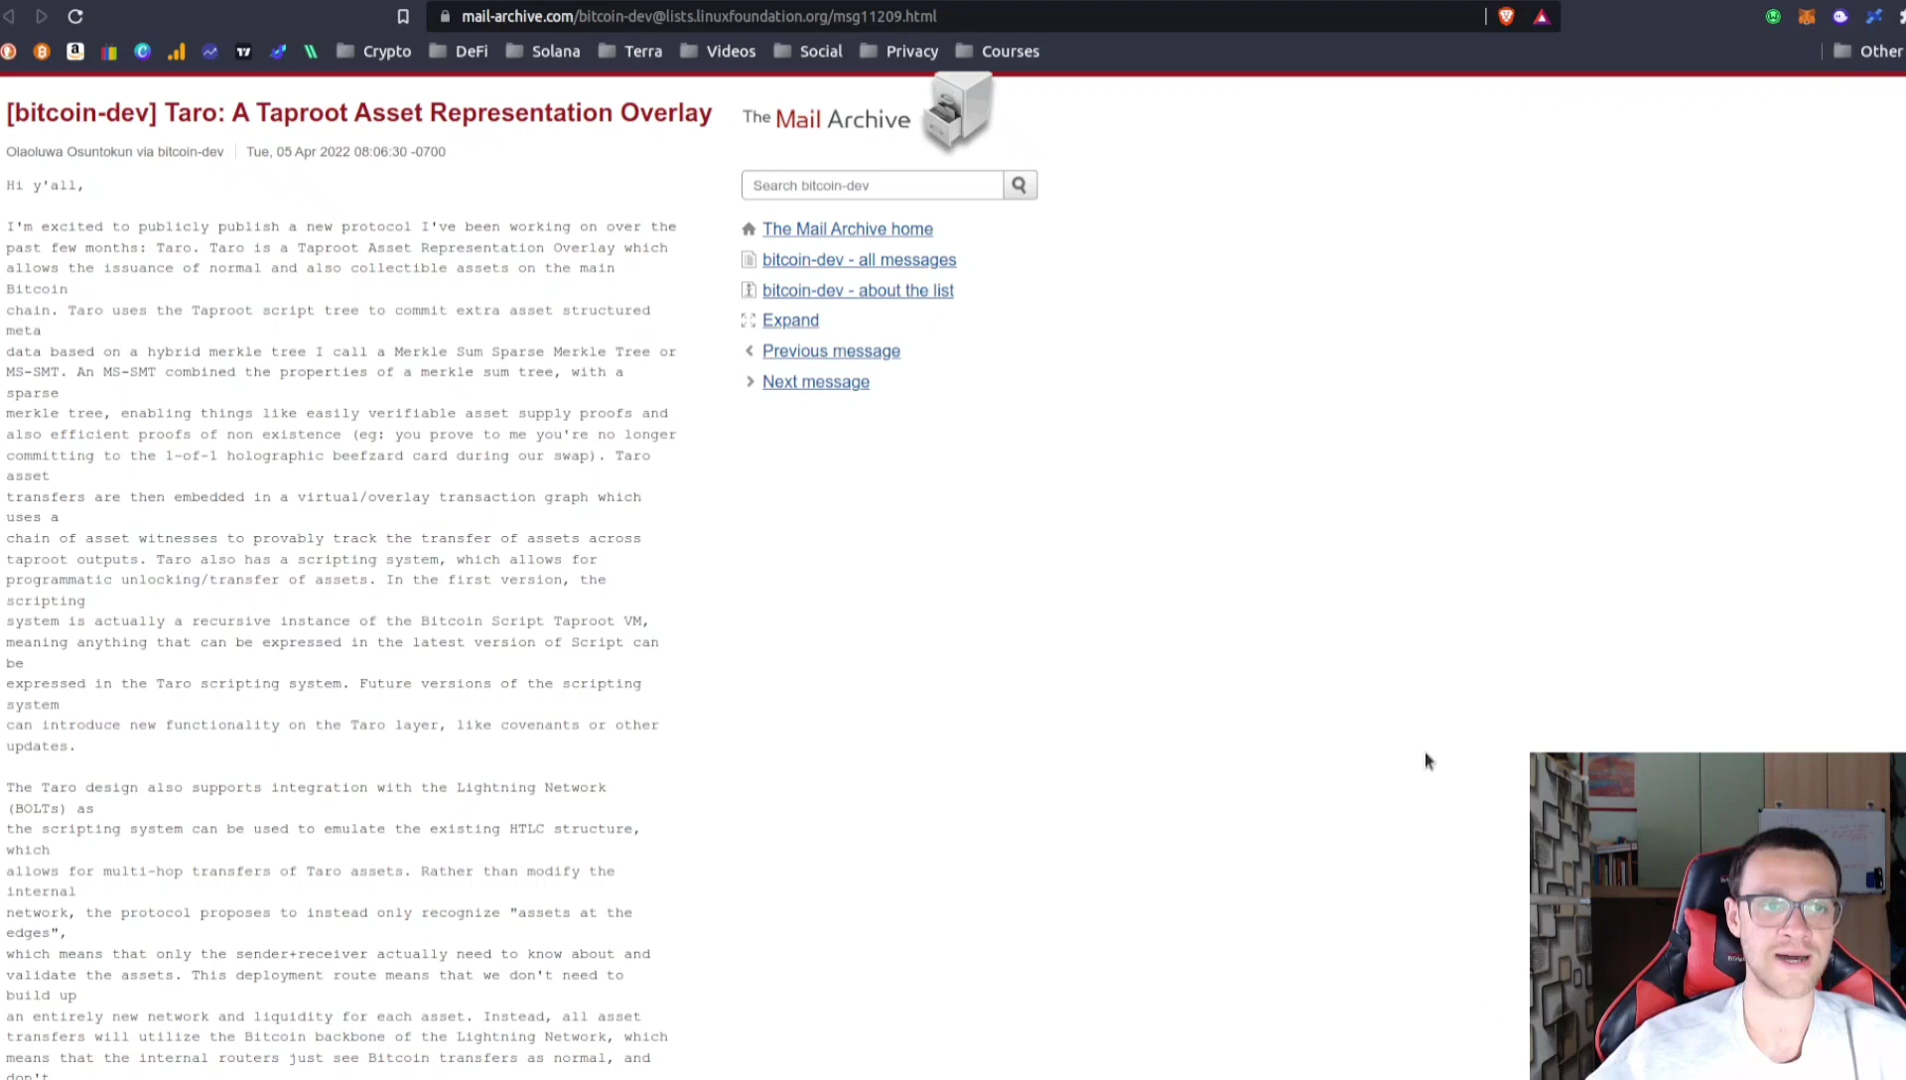 mail-archive.com/bitcoin-dev@lists.linuxfoundation.org/msg11209.html
Crypto DeFi Solana Terra Videos Social Privacy Courses Other
[bitcoin-dev] Taro: A Taproot Asset Representation Overlay
Olaoluwa Osuntokun via bitcoin-dev Tue, 05 Apr 2022 08:06:30 -0700
Hi y'all,
I'm excited to publicly publish a new protocol I've been working on over the
past few months: Taro. Taro is a Taproot Asset Representation Overlay which
allows the issuance of normal and also collectible assets on the main
Bitcoin
chain. Taro uses the Taproot script tree to commit extra asset structured
meta
data based on a hybrid merkle tree I call a Merkle Sum Sparse Merkle Tree or
MS-SMT. An MS-SMT combined the properties of a merkle sum tree, with a
sparse
merkle tree, enabling things like easily verifiable asset supply proofs and
also efficient proofs of non existence (eg: you prove to me you're no longer
committing to the 1-of-1 holographic beefzard card during our swap). Taro
asset
transfers are then embedded in a virtual/overlay transaction graph which
uses a
chain of asset witnesses to provably track the transfer of assets across
taproot outputs. Taro also has a scripting system, which allows for
programmatic unlocking/transfer of assets. In the first version, the
scripting
system is actually a recursive instance of the Bitcoin Script Taproot VM,
meaning anything that can be expressed in the latest version of Script can
be
expressed in the Taro scripting system. Future versions of the scripting
system
can introduce new functionality on the Taro layer, like covenants or other
updates.
The Taro design also supports integration with the Lightning Network
(BOLTs) as
the scripting system can be used to emulate the existing HTLC structure,
which
allows for multi-hop transfers of Taro assets. Rather than modify the
internal
network, the protocol proposes to instead only recognize "assets at the
edges",
which means that only the sender+receiver actually need to know about and
validate the assets. This deployment route means that we don't need to
build up
an entirely new network and liquidity for each asset. Instead, all asset
transfers will utilize the Bitcoin backbone of the Lightning Network, which
means that the internal routers just see Bitcoin transfers as normal, and
don't
The Mail Archive
Search bitcoin-dev
The Mail Archive home
bitcoin-dev - all messages
bitcoin-dev - about the list
Expand
Previous message
Next message